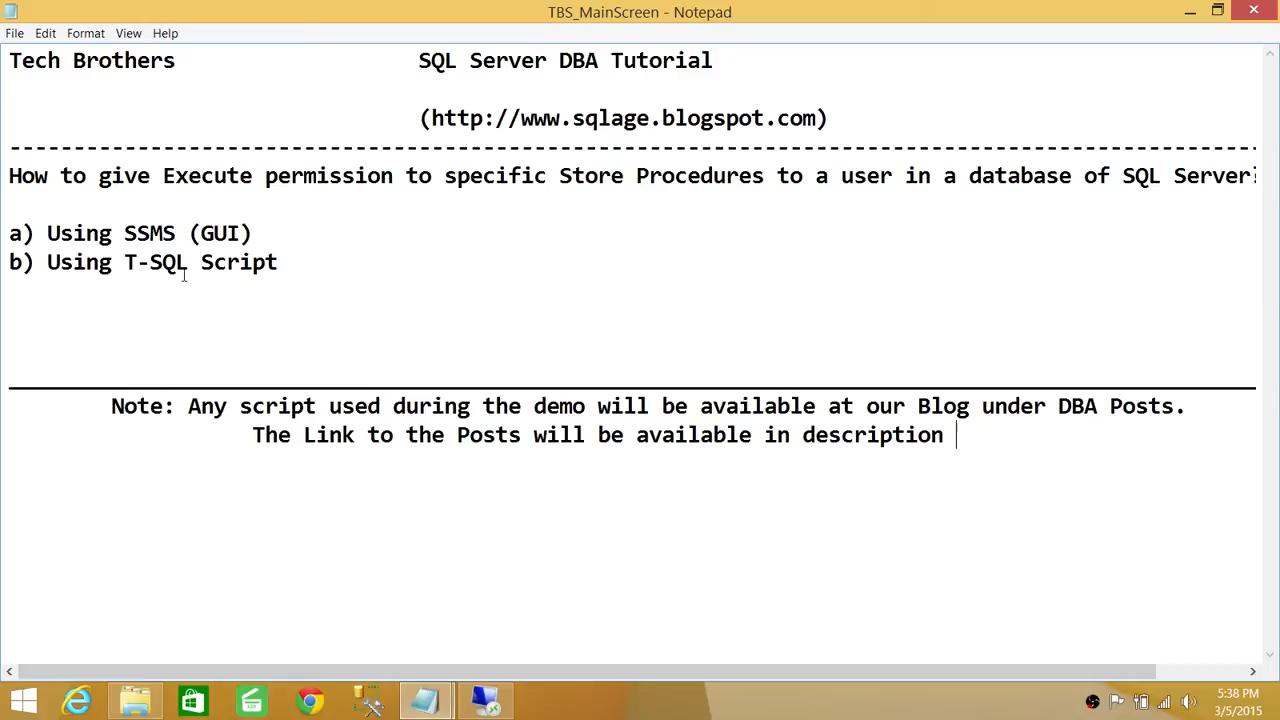 TBS_MainScreen - Notepad
File Edit Format View Help
Tech Brothers SQL Server DBA Tutorial
(http://www.sqlage.blogspot.com)
--------------------------------------------------------------------------------------------------
How to give Execute permission to specific Store Procedures to a user in a database of SQL Server?
a) Using SSMS (GUI)
b) Using T-SQL Script
Note: Any script used during the demo will be available at our Blog under DBA Posts.
The Link to the Posts will be available in description
5:38 PM
3/5/2015